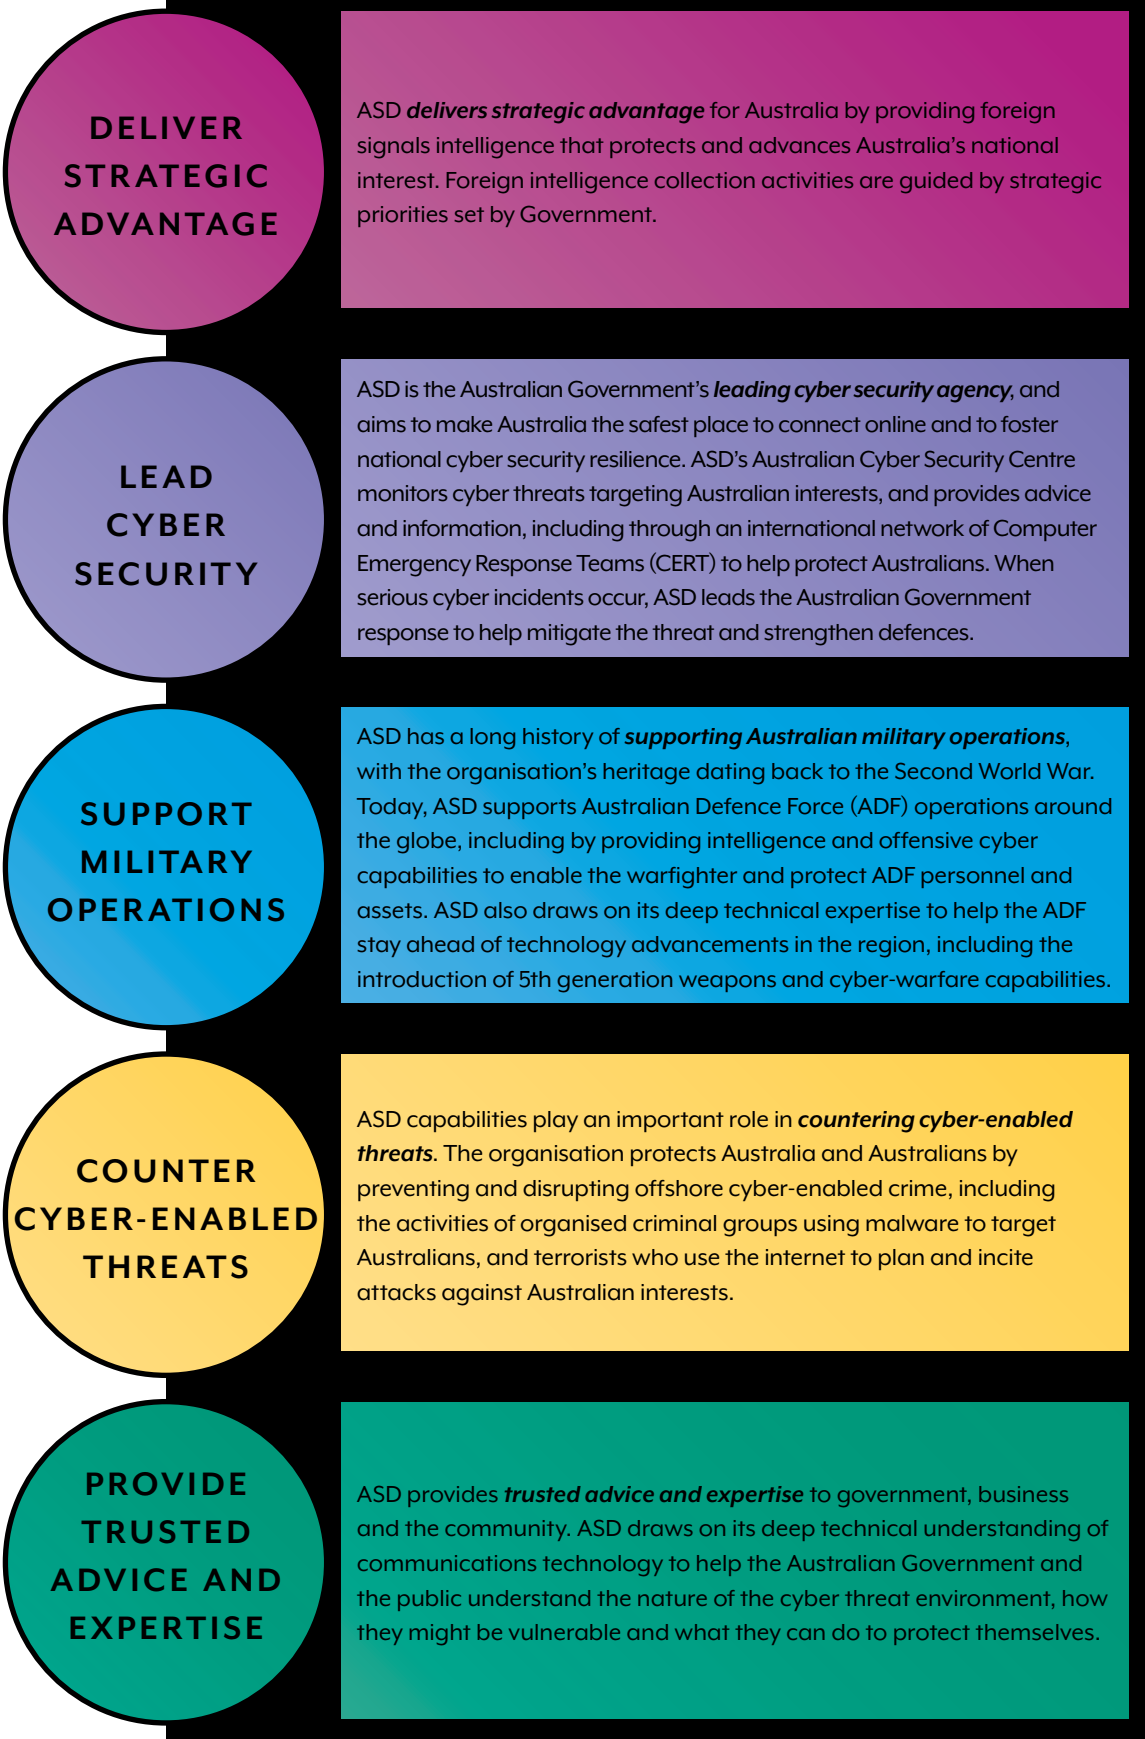 DELIVER
STRATEGIC
ADVANTAGE
ASD delivers strategic advantage for Australia by providing foreign
signals intelligence that protects and advances Australia's national
interest. Foreign intelligence collection activities are guided by strategic
priorities set by Government.
LEAD
CYBER
SECURITY
ASD is the Australian Government's leading cyber security agency, and
aims to make Australia the safest place to connect online and to foster
national cyber security resilience. ASD's Australian Cyber Security Centre
monitors cyber threats targeting Australian interests, and provides advice
and information, including through an international network of Computer
Emergency Response Teams (CERT) to help protect Australians. When
serious cyber incidents occur, ASD leads the Australian Government
response to help mitigate the threat and strengthen defences.
SUPPORT
MILITARY
OPERATIONS
ASD has a long history of supporting Australian military operations,
with the organisation's heritage dating back to the Second World War.
Today, ASD supports Australian Defence Force (ADF) operations around
the globe, including by providing intelligence and offensive cyber
capabilities to enable the warfighter and protect ADF personnel and
assets. ASD also draws on its deep technical expertise to help the ADF
stay ahead of technology advancements in the region, including the
introduction of 5th generation weapons and cyber-warfare capabilities.
COUNTER
CYBER-ENABLED
THREATS
ASD capabilities play an important role in countering cyber-enabled
threats. The organisation protects Australia and Australians by
preventing and disrupting offshore cyber-enabled crime, including
the activities of organised criminal groups using malware to target
Australians, and terrorists who use the internet to plan and incite
attacks against Australian interests.
PROVIDE
TRUSTED
ADVICE AND
EXPERTISE
ASD provides trusted advice and expertise to government, business
and the community. ASD draws on its deep technical understanding of
communications technology to help the Australian Government and
the public understand the nature of the cyber threat environment, how
they might be vulnerable and what they can do to protect themselves.